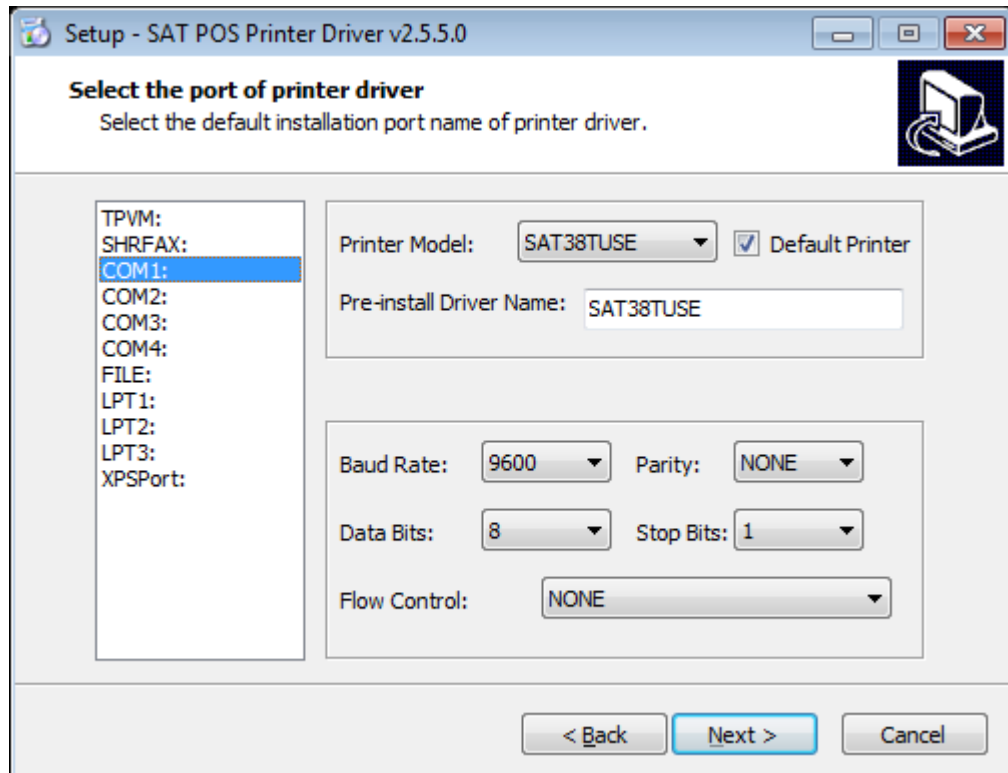 Setup - SAT POS Printer Driver v2.5.5.0
Select the port of printer driver
Select the default installation port name of printer driver.
TPVM:
SHRFAX:
COM1:
COM2:
COM3:
COM4:
FILE:
LPT1:
LPT2:
LPT3:
XPSPort:
Printer Model: SAT38TUSE Default Printer
Pre-install Driver Name: SAT38TUSE
Baud Rate: 9600 Parity: NONE
Data Bits: 8 Stop Bits: 1
Flow Control: NONE
< Back Next > Cancel